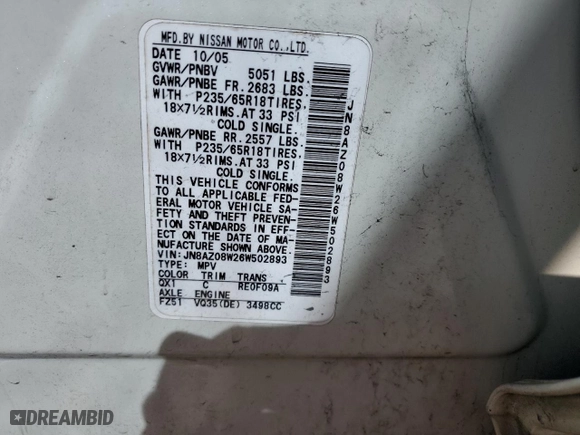 MFD.BY NISSAN MOTOR CO.,LTD.
DATE 10/05
GVWR/PNBV 5051 LBS.
GAWR/PNBE FR. 2683 LBS.
WITH P235/65R18TIRES,
18X7½RIMS.AT 33 PSI
COLD SINGLE.
GAWR/PNBE RR. 2557 LBS.
WITH P235/65R18TIRES,
18X7½RIMS.AT 33 PSI
COLD SINGLE.
THIS VEHICLE CONFORMS
TO ALL APPLICABLE FED-
ERAL MOTOR VEHICLE SA-
FETY AND THEFT PREVEN-
TION STANDARDS IN EFF-
ECT ON THE DATE OF MA-
NUFACTURE SHOWN ABOVE.
VIN: JN8AZ08W26W502893
TYPE: MPV
COLOR TRIM TRANS.
QX1 C RE0F09A
AXLE ENGINE
FZ51 VQ35(DE) 3498CC
JN8AZ08W26W502893
DREAMBID